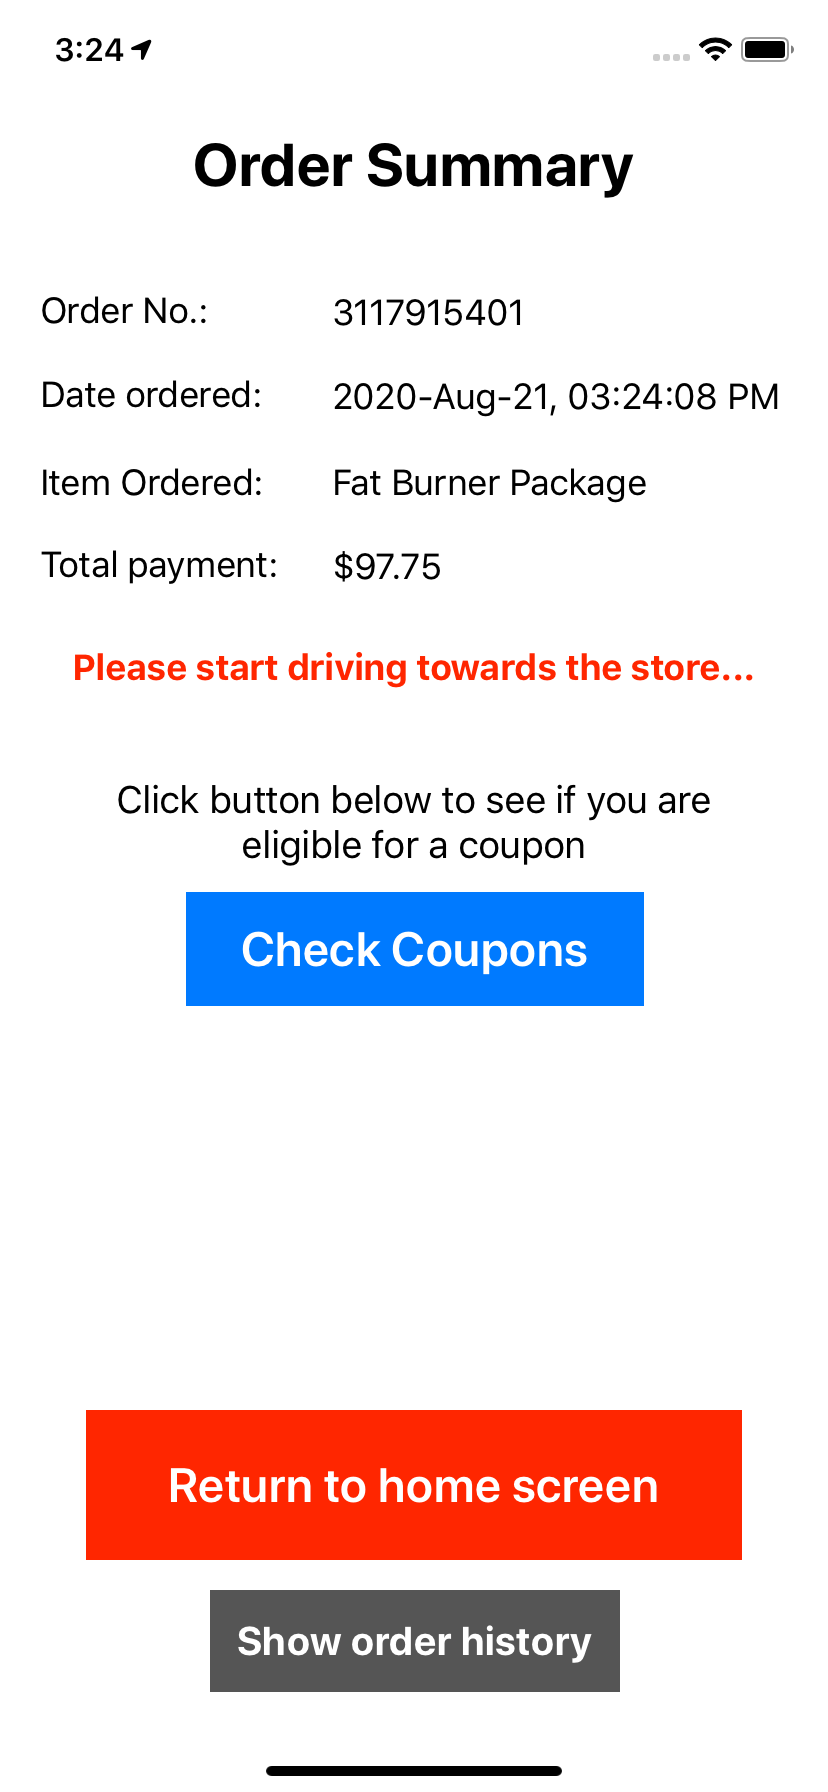 3:24
Order Summary
Order No.: 3117915401
Date ordered: 2020-Aug-21, 03:24:08 PM
Item Ordered: Fat Burner Package
Total payment: $97.75
Please start driving towards the store...
Click button below to see if you are
eligible for a coupon
Check Coupons
Return to home screen
Show order history